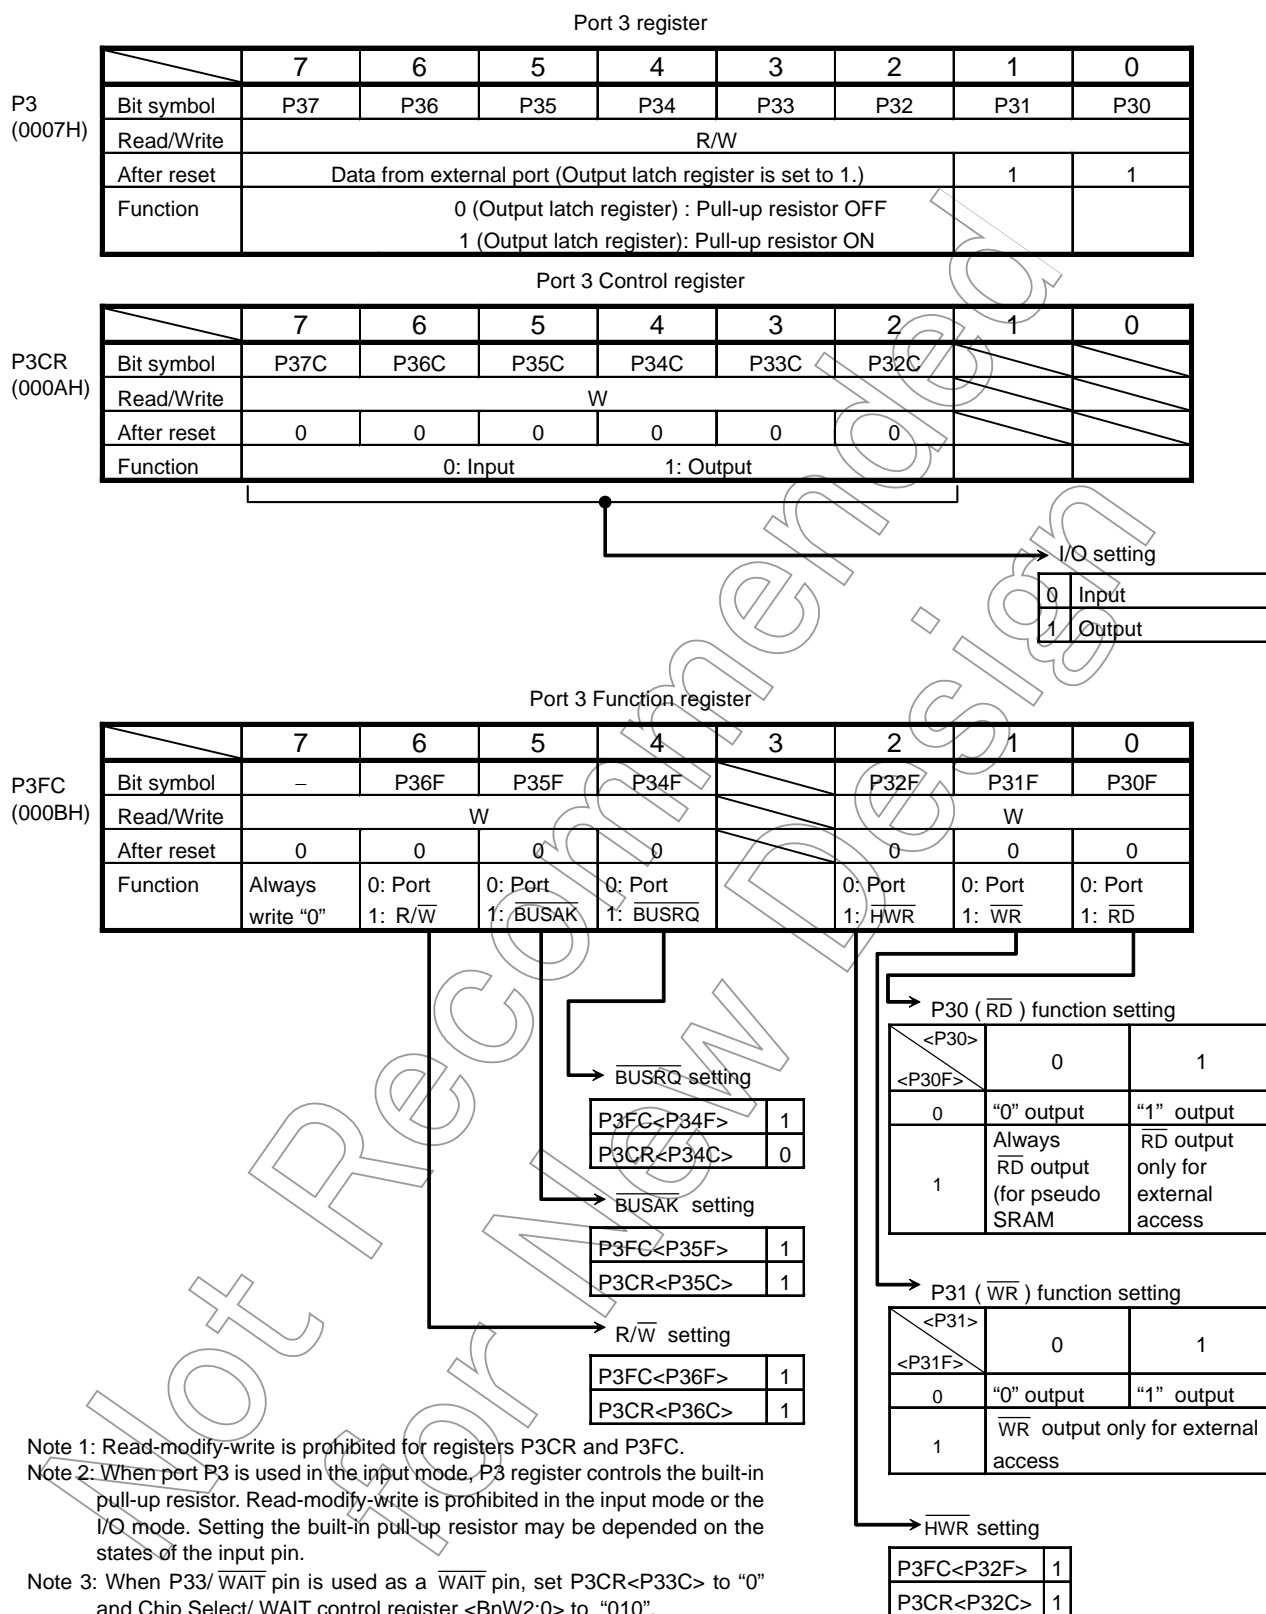 Port 3 register
7 6 5 4 3 2 1 0
P3 (0007H)
Bit symbol P37 P36 P35 P34 P33 P32 P31 P30
Read/Write R/W
After reset Data from external port (Output latch register is set to 1.) 1 1
Function 0 (Output latch register) : Pull-up resistor OFF
1 (Output latch register): Pull-up resistor ON
Port 3 Control register
7 6 5 4 3 2 1 0
P3CR (000AH)
Bit symbol P37C P36C P35C P34C P33C P32C
Read/Write W
After reset 0 0 0 0 0 0
Function 0: Input 1: Output
I/O setting
0 Input
1 Output
Port 3 Function register
7 6 5 4 3 2 1 0
P3FC (000BH)
Bit symbol – P36F P35F P34F P32F P31F P30F
Read/Write W W
After reset 0 0 0 0 0 0 0
Function Always 0: Port 0: Port 0: Port 0: Port 0: Port 0: Port
write “0” 1: R/W̅ 1: B̅U̅S̅A̅K̅ 1: B̅U̅S̅R̅Q̅ 1: H̅W̅R̅ 1: W̅R̅ 1: R̅D̅
P30 ( R̅D̅ ) function setting
<P30> 0 1
<P30F>
0 “0” output “1” output
1 Always R̅D̅ output (for pseudo SRAM
R̅D̅ output only for external access
B̅U̅S̅R̅Q̅ setting
P3FC<P34F> 1
P3CR<P34C> 0
B̅U̅S̅A̅K̅ setting
P3FC<P35F> 1
P3CR<P35C> 1
R/W̅ setting
P3FC<P36F> 1
P3CR<P36C> 1
P31 ( W̅R̅ ) function setting
<P31> 0 1
<P31F>
0 “0” output “1” output
1 W̅R̅ output only for external access
H̅W̅R̅ setting
P3FC<P32F> 1
P3CR<P32C> 1
Note 1: Read-modify-write is prohibited for registers P3CR and P3FC.
Note 2: When port P3 is used in the input mode, P3 register controls the built-in
pull-up resistor. Read-modify-write is prohibited in the input mode or the
I/O mode. Setting the built-in pull-up resistor may be depended on the
states of the input pin.
Note 3: When P33/ W̅A̅I̅T̅ pin is used as a W̅A̅I̅T̅ pin, set P3CR<P33C> to “0”
and Chip Select/ WAIT control register <BnW2:0> to “010”.
Not Recommended
for New Design